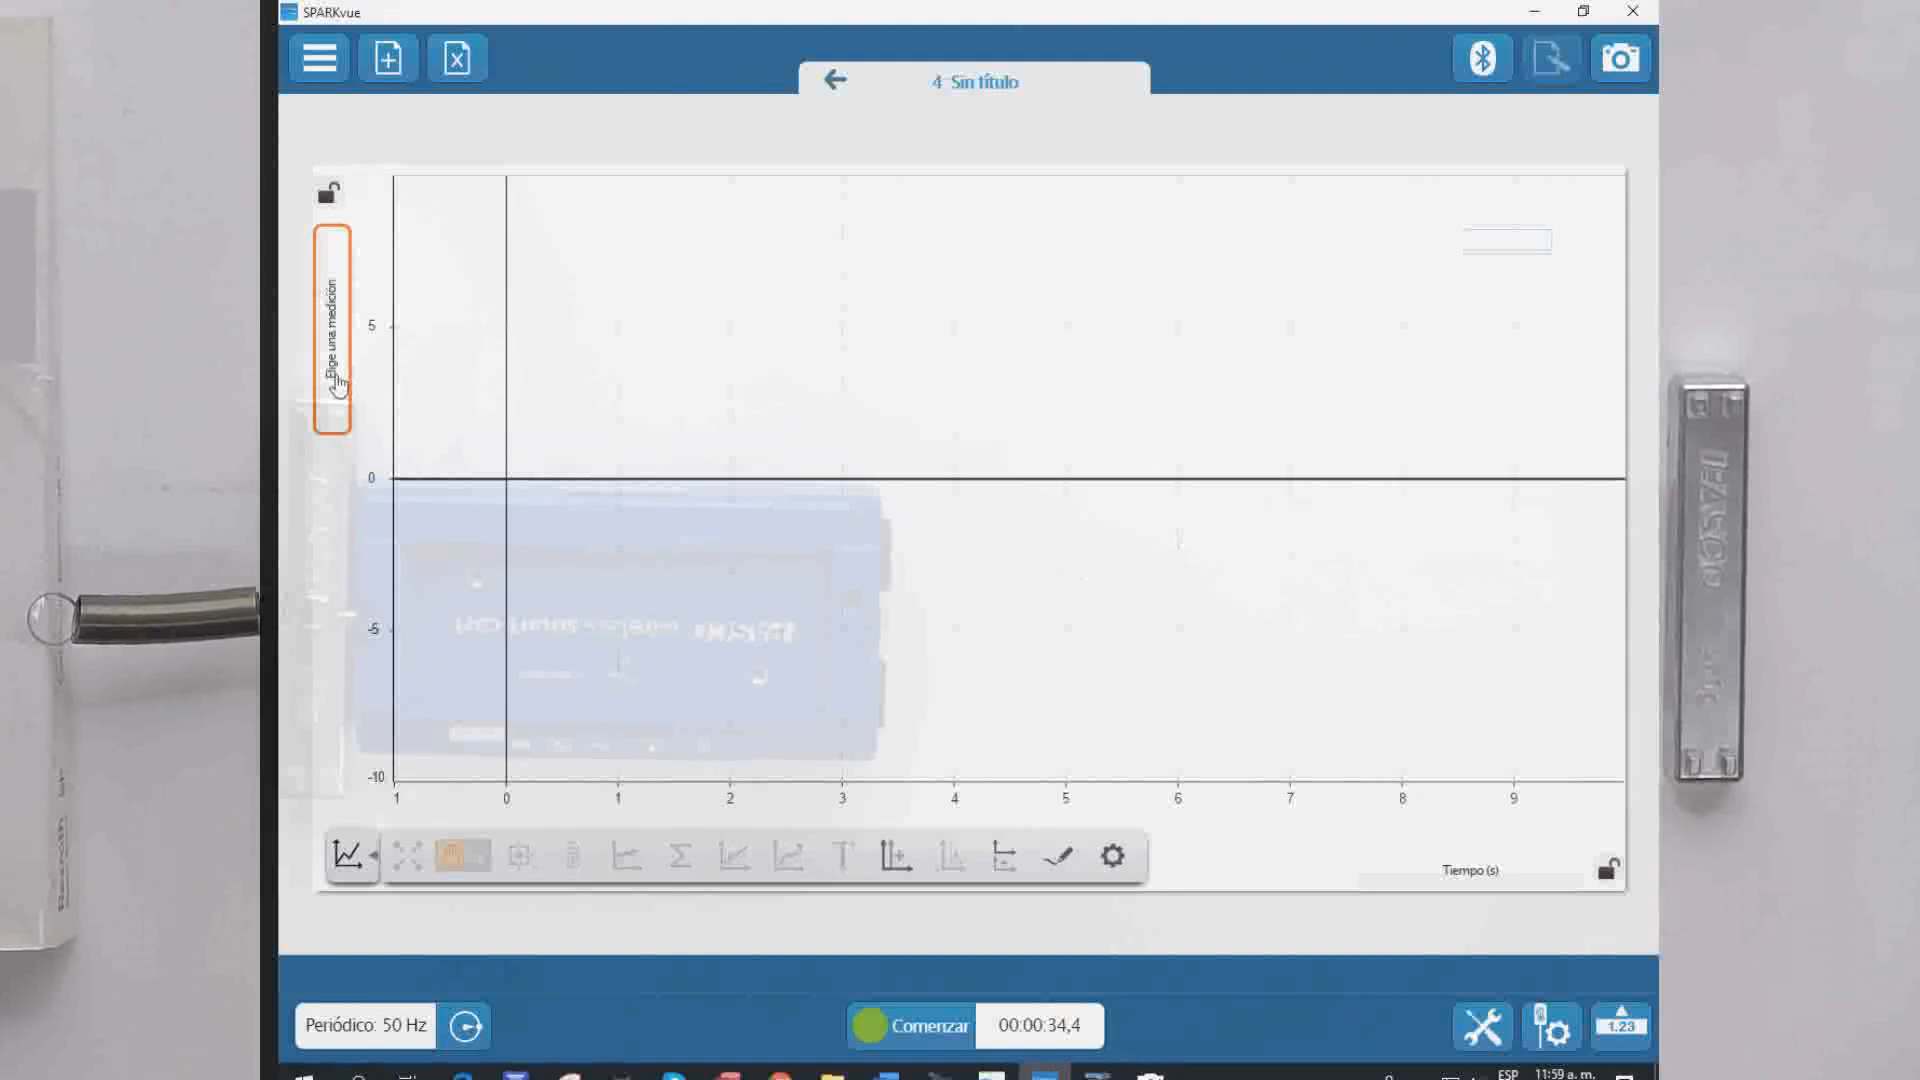 SPARKvue
4 Sin título
Elige una medición
5
0
-5
-10
1
0
1
2
3
4
5
6
7
8
9
Tiempo (s)
Periódico: 50 Hz
Comenzar
00:00:34,4
1.23
ESP
11:59 a. m.